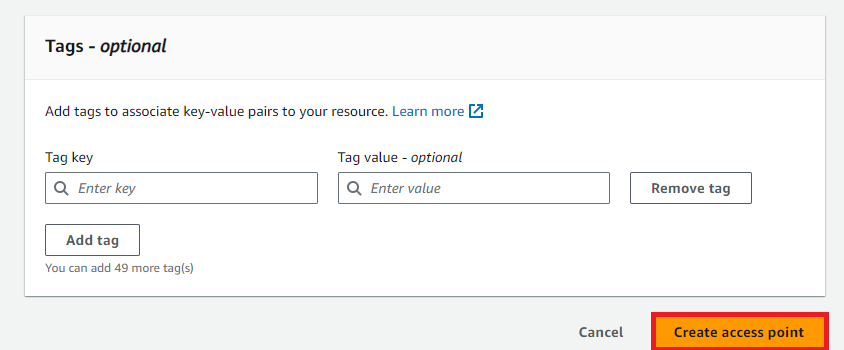 Tags - optional
Add tags to associate key-value pairs to your resource. Learn more
Tag key
Tag value - optional
Enter key
Enter value
Remove tag
Add tag
You can add 49 more tag(s)
Cancel
Create access point